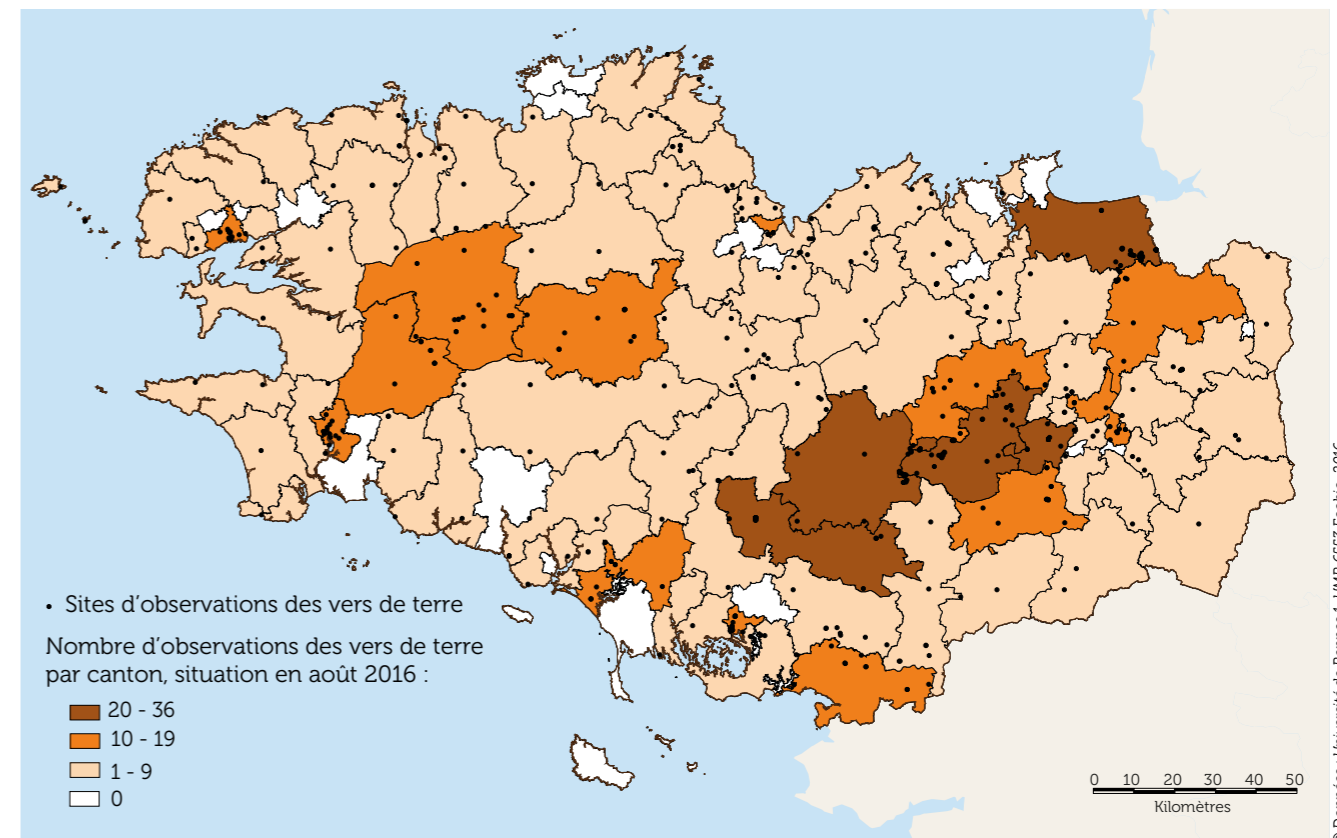 • Sites d'observations des vers de terre
Nombre d'observations des vers de terre
par canton, situation en août 2016 :
20 - 36
10 - 19
1 - 9
0
0 10 20 30 40 50
Kilomètres